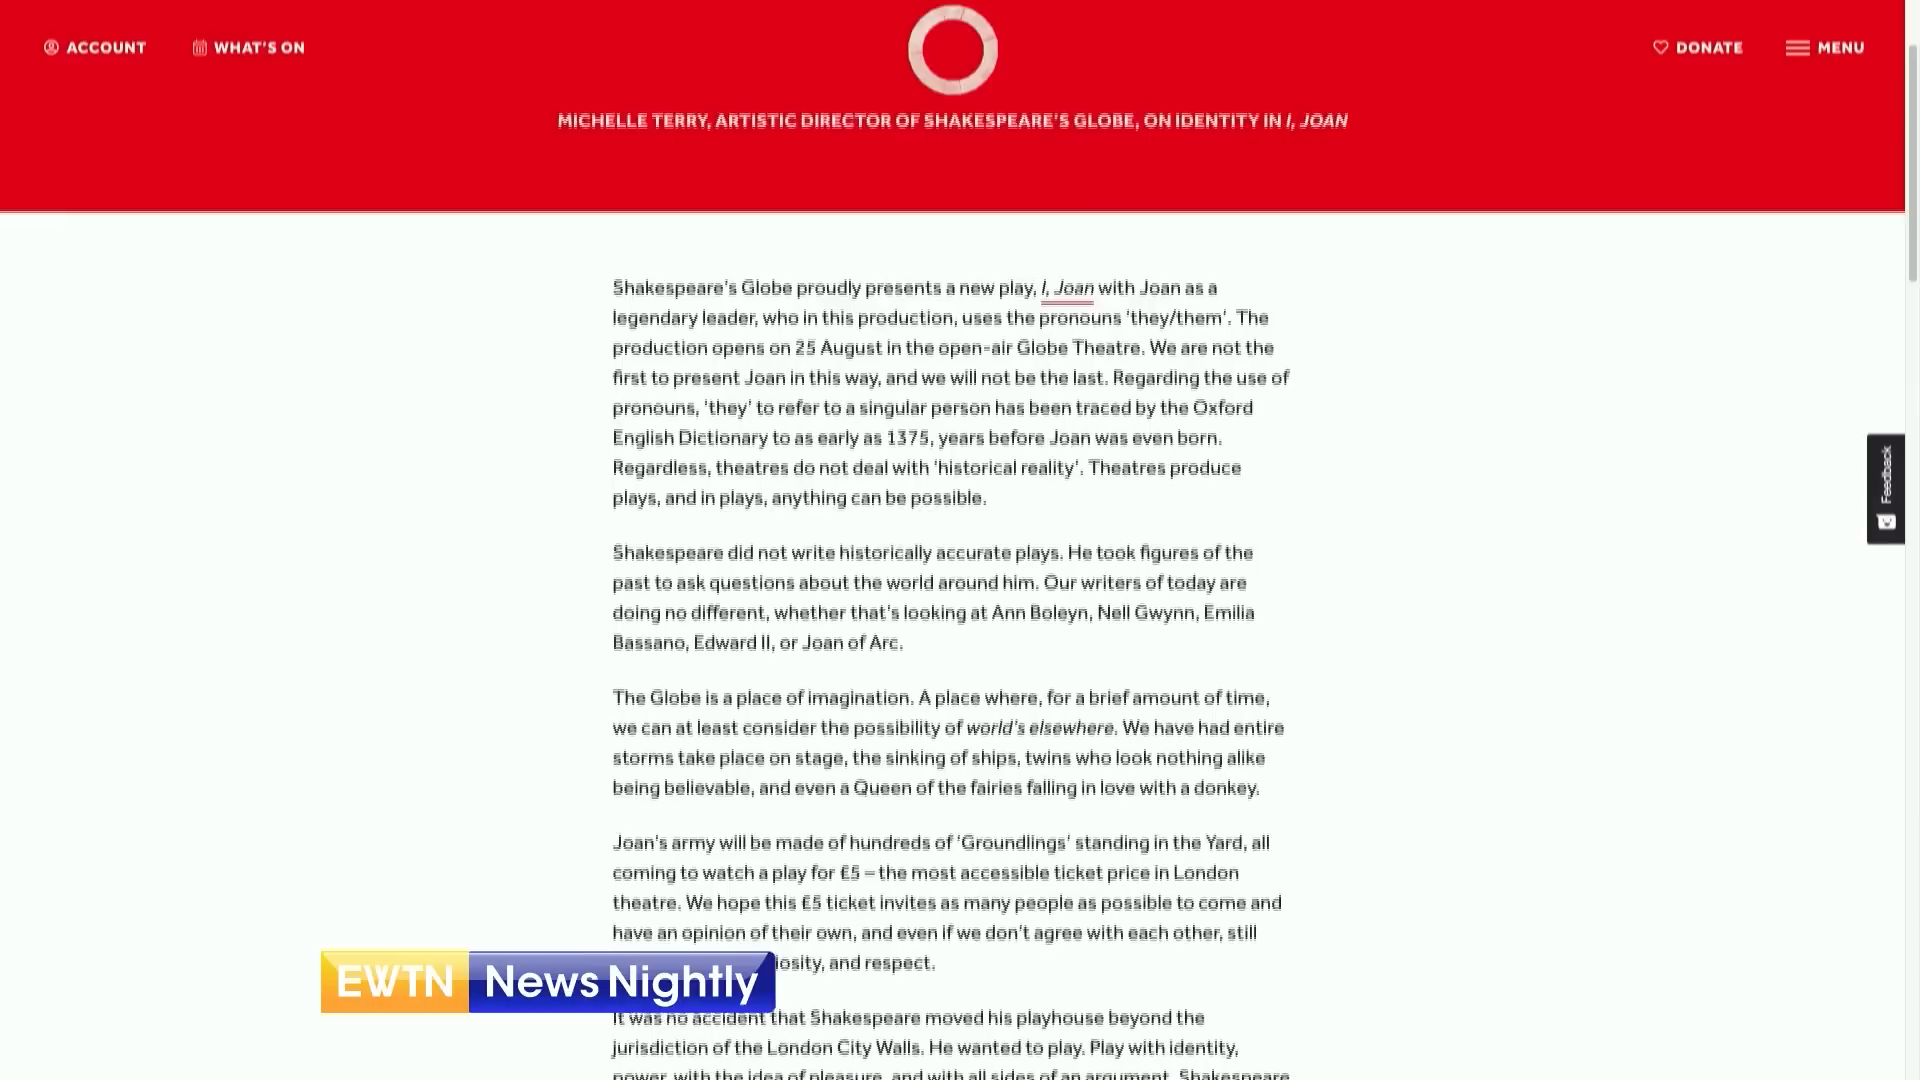 ACCOUNT
WHAT'S ON
DONATE
MENU
MICHELLE TERRY, ARTISTIC DIRECTOR OF SHAKESPEARE'S GLOBE, ON IDENTITY IN I, JOAN
Shakespeare's Globe proudly presents a new play, I, Joan with Joan as a
legendary leader, who in this production, uses the pronouns 'they/them'. The
production opens on 25 August in the open-air Globe Theatre. We are not the
first to present Joan in this way, and we will not be the last. Regarding the use of
pronouns, 'they' to refer to a singular person has been traced by the Oxford
English Dictionary to as early as 1375, years before Joan was even born.
Regardless, theatres do not deal with 'historical reality'. Theatres produce
plays, and in plays, anything can be possible.
Feedback
Shakespeare did not write historically accurate plays. He took figures of the
past to ask questions about the world around him. Our writers of today are
doing no different, whether that's looking at Ann Boleyn, Nell Gwynn, Emilia
Bassano, Edward II, or Joan of Arc.
The Globe is a place of imagination. A place where, for a brief amount of time,
we can at least consider the possibility of world's elsewhere. We have had entire
storms take place on stage, the sinking of ships, twins who look nothing alike
being believable, and even a Queen of the fairies falling in love with a donkey.
Joan's army will be made of hundreds of 'Groundlings' standing in the Yard, all
coming to watch a play for £5 – the most accessible ticket price in London
theatre. We hope this £5 ticket invites as many people as possible to come and
have an opinion of their own, and even if we don't agree with each other, still
iosity, and respect.
EWTN News Nightly
It was no accident that Shakespeare moved his playhouse beyond the
jurisdiction of the London City Walls. He wanted to play. Play with identity,
power, with the idea of pleasure, and with all sides of an argument. Shakespeare